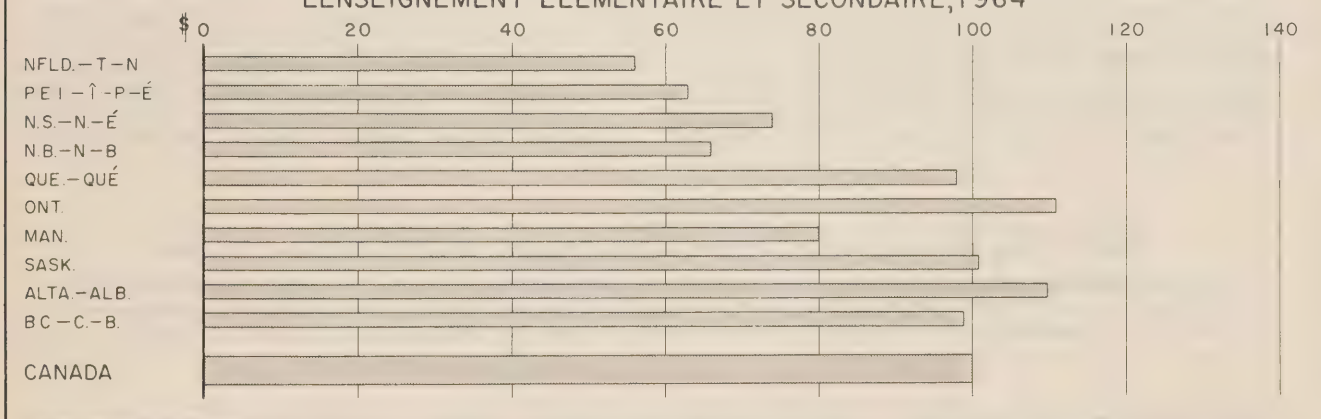 L'ENSEIGNEMENT ÉLÉMENTAIRE ET SECONDAIRE, 1964
$ 0 20 40 60 80 100 120 140
NFLD.-T-N
PEI-Î-P-É
N.S.-N.-É
N.B.-N-B
QUE.-QUÉ
ONT.
MAN.
SASK.
ALTA.-ALB.
BC-C.-B.
CANADA